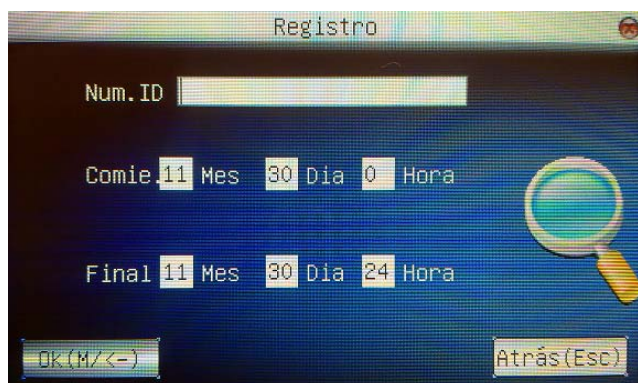 Registro
Num.ID
Comie.11 Mes 30 Dia 0 Hora
Final 11 Mes 30 Dia 24 Hora
Ok(M/<-) Atrás(Esc)